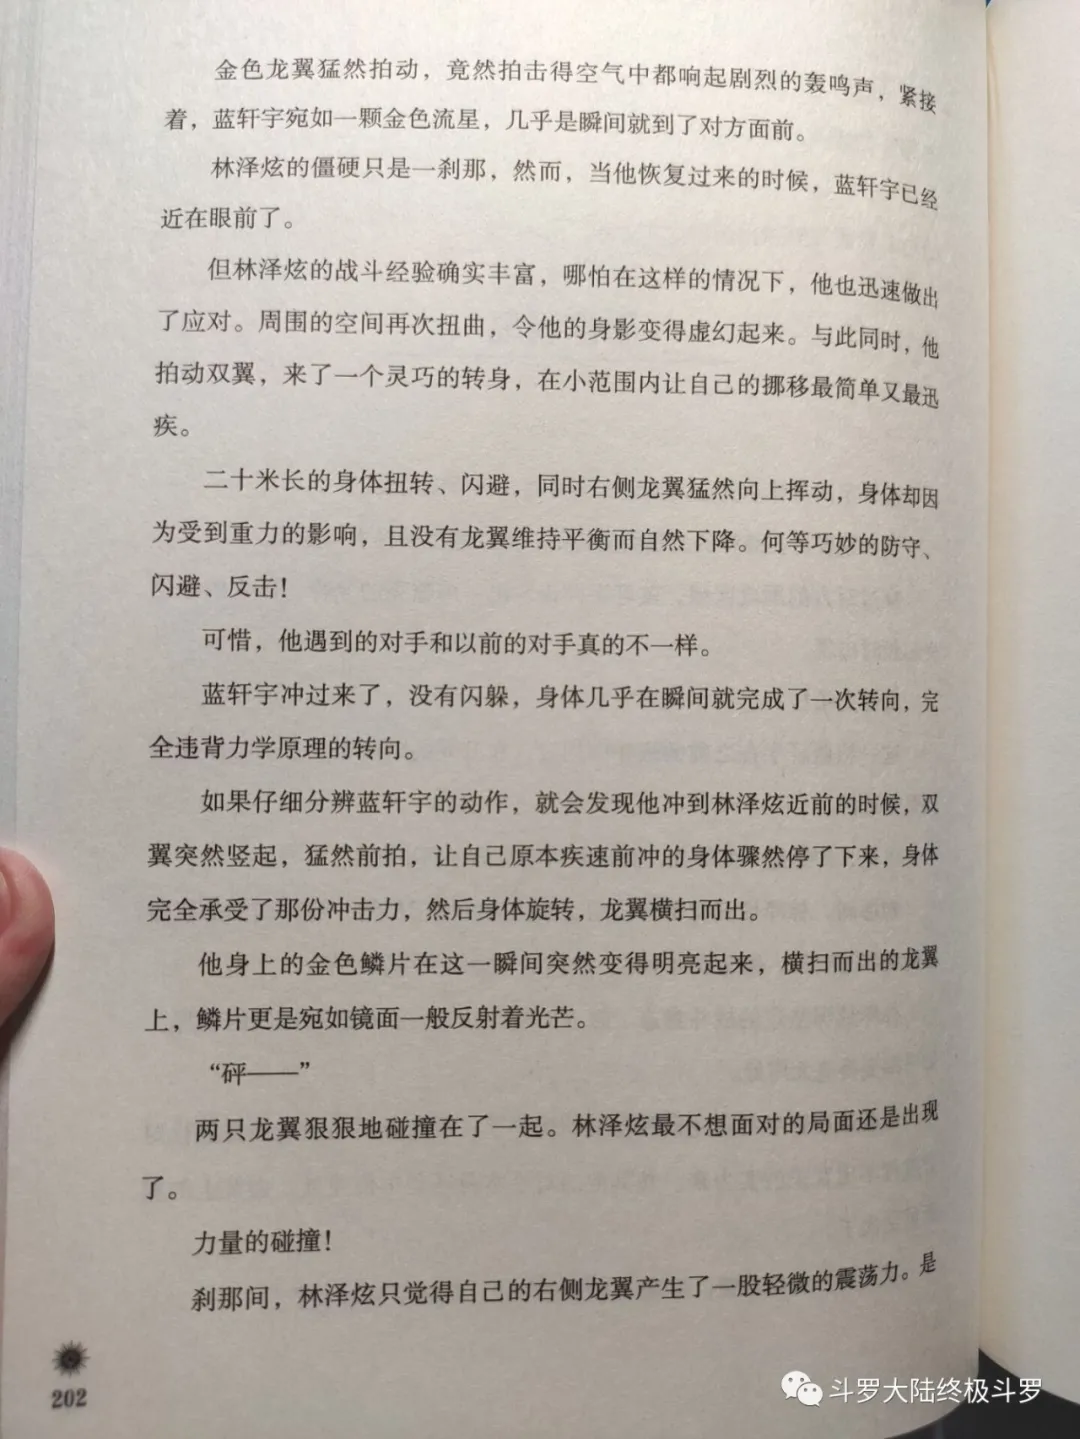 金色龙翼猛然拍动，竟然拍击得空气中都响起剧烈的轰鸣声，紧接
着，蓝轩宇宛如一颗金色流星，几乎是瞬间就到了对方面前。
林泽炫的僵硬只是一刹那，然而，当他恢复过来的时候，蓝轩宇已经
近在眼前了。
但林泽炫的战斗经验确实丰富，哪怕在这样的情况下，他也迅速做出
了应对。周围的空间再次扭曲，令他的身影变得虚幻起来。与此同时，他
拍动双翼，来了一个灵巧的转身，在小范围内让自己的挪移最简单又最迅
疾。
二十米长的身体扭转、闪避，同时右侧龙翼猛然向上挥动，身体却因
为受到重力的影响，且没有龙翼维持平衡而自然下降。何等巧妙的防守、
闪避、反击！
可惜，他遇到的对手和以前的对手真的不一样。
蓝轩宇冲过来了，没有闪躲，身体几乎在瞬间就完成了一次转向，完
全违背力学原理的转向。
如果仔细分辨蓝轩宇的动作，就会发现他冲到林泽炫近前的时候，双
翼突然竖起，猛然前拍，让自己原本疾速前冲的身体骤然停了下来，身体
完全承受了那份冲击力，然后身体旋转，龙翼横扫而出。
他身上的金色鳞片在这一瞬间突然变得明亮起来，横扫而出的龙翼
上，鳞片更是宛如镜面一般反射着光芒。
“砰——”
两只龙翼狠狠地碰撞在了一起。林泽炫最不想面对的局面还是出现
了。
力量的碰撞！
刹那间，林泽炫只觉得自己的右侧龙翼产生了一股轻微的震荡力。是
202
斗罗大陆终极斗罗